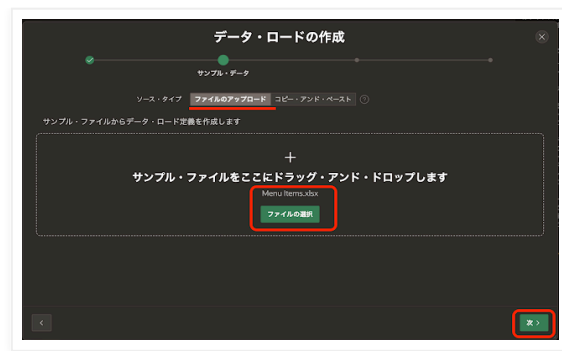 データ・ロードの作成
サンプル・データ
ソース・タイプ ファイルのアップロード コピー・アンド・ペースト ?
サンプル・ファイルからデータ・ロード定義を作成します
サンプル・ファイルをここにドラッグ・アンド・ドロップします
Menu Items.xlsx
ファイルの選択
次 >